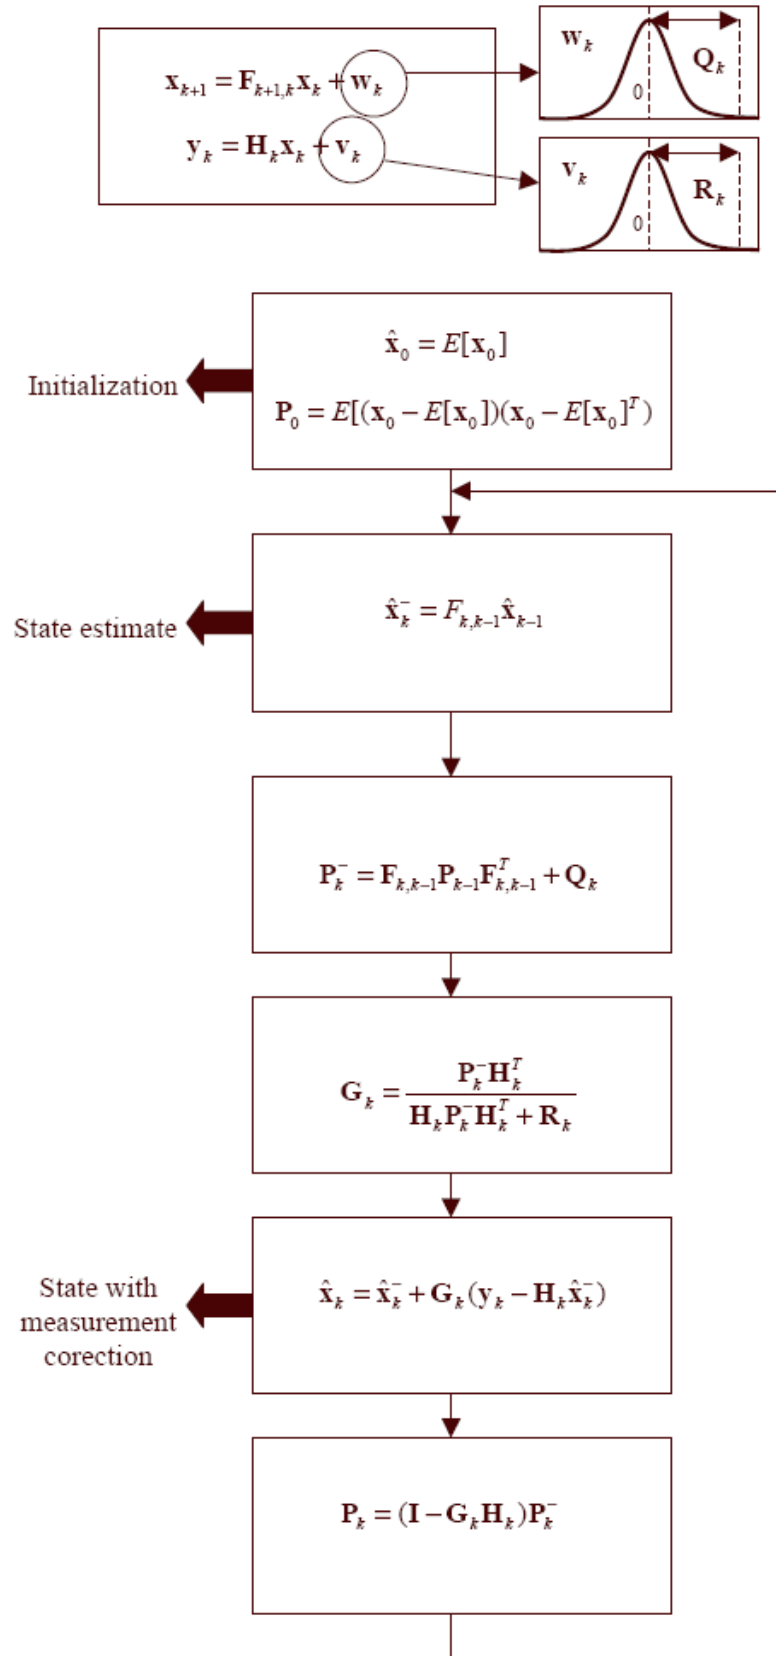 x_{k+1} = F_{k+1,k} x_k + w_k
y_k = H_k x_k + v_k
w_k
Q_k
0
v_k
R_k
0
Initialization
x̂_0 = E[x_0]
P_0 = E[(x_0 − E[x_0])(x_0 − E[x_0]^T)
State estimate
x̂_k^− = F_{k,k−1} x̂_{k−1}
P_k^− = F_{k,k−1} P_{k−1} F_{k,k−1}^T + Q_k
G_k = P_k^− H_k^T / H_k P_k^− H_k^T + R_k
State with
measurement
corection
x̂_k = x̂_k^− + G_k (y_k − H_k x̂_k^−)
P_k = (I − G_k H_k) P_k^−